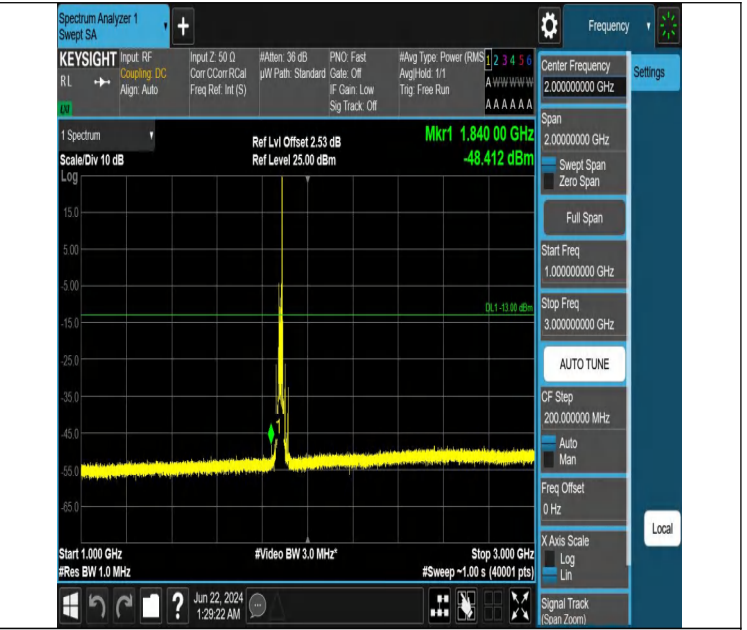 Spectrum Analyzer 1
Swept SA
+
Frequency
KEYSIGHT
RL
Input: RF
Coupling: DC
Align: Auto
Input Z: 50 Ω
Corr CCorr RCal
Freq Ref: Int (S)
#Atten: 36 dB
µW Path: Standard
PNO: Fast
Gate: Off
IF Gain: Low
Sig Track: Off
#Avg Type: Power (RMS
Avg|Hold: 1/1
Trig: Free Run
1 2 3 4 5 6
A W W W W W
A A A A A A
1 Spectrum
Scale/Div 10 dB
Log
Ref Lvl Offset 2.53 dB
Ref Level 25.00 dBm
Mkr1 1.840 00 GHz
-48.412 dBm
15.0
5.00
-5.00
DL1 -13.00 dBm
-15.0
-25.0
-35.0
1
-45.0
-55.0
-65.0
Start 1.000 GHz
#Video BW 3.0 MHz*
Stop 3.000 GHz
#Res BW 1.0 MHz
#Sweep ~1.00 s (40001 pts)
Center Frequency
2.000000000 GHz
Settings
Span
2.00000000 GHz
Swept Span
Zero Span
Full Span
Start Freq
1.000000000 GHz
Stop Freq
3.000000000 GHz
AUTO TUNE
CF Step
200.000000 MHz
Auto
Man
Freq Offset
0 Hz
X Axis Scale
Log
Lin
Local
Signal Track
(Span Zoom)
?
Jun 22, 2024
1:29:22 AM